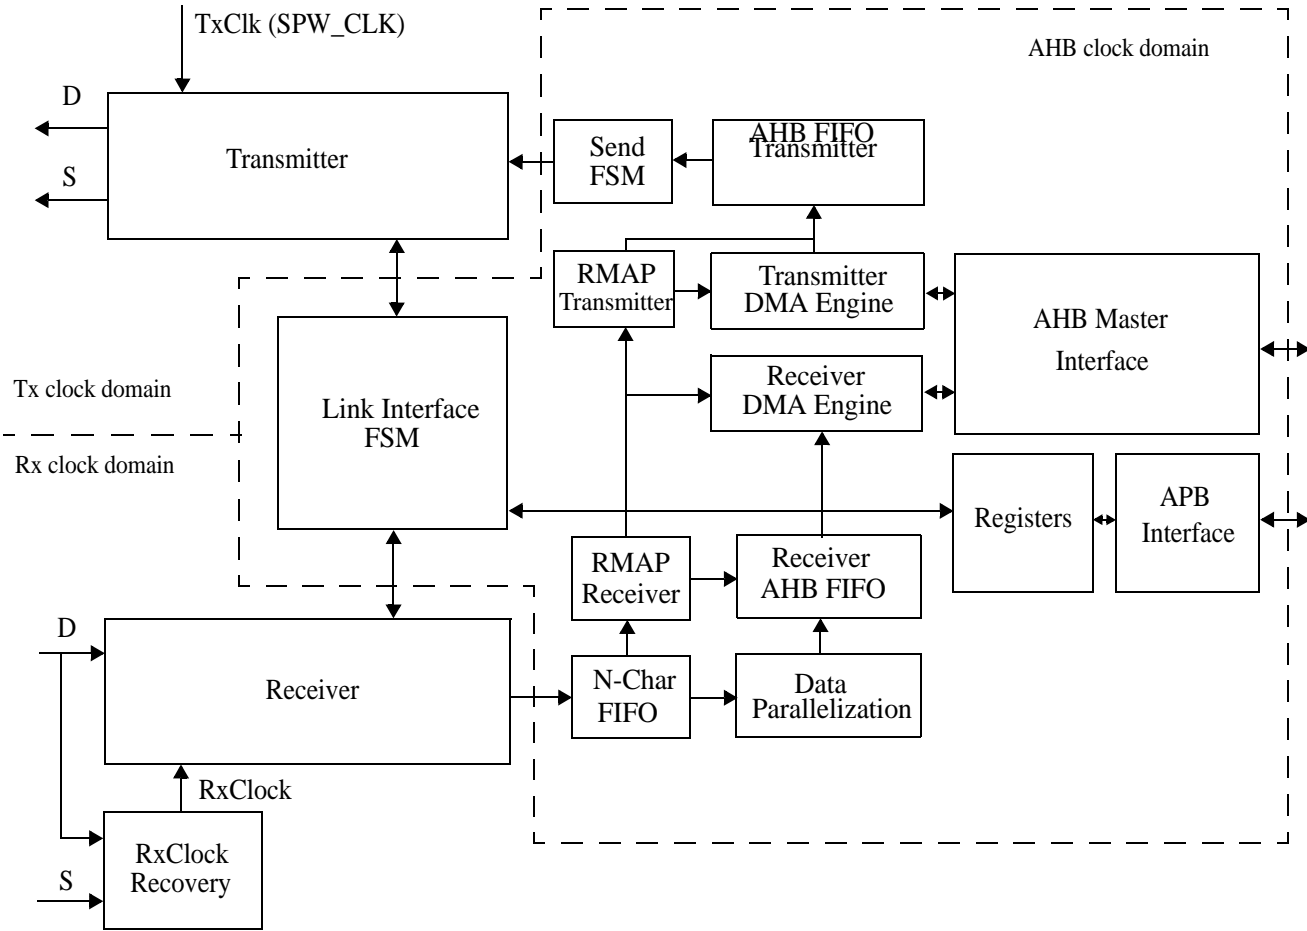 TxClk (SPW_CLK)
AHB clock domain
D
S
Transmitter
Send
FSM
AHB FIFO
Transmitter
RMAP
Transmitter
Transmitter
DMA Engine
AHB Master
Interface
Receiver
DMA Engine
Tx clock domain
Rx clock domain
Link Interface
FSM
Registers
APB
Interface
RMAP
Receiver
Receiver
AHB FIFO
D
Receiver
N-Char
FIFO
Data
Parallelization
RxClock
RxClock
Recovery
S